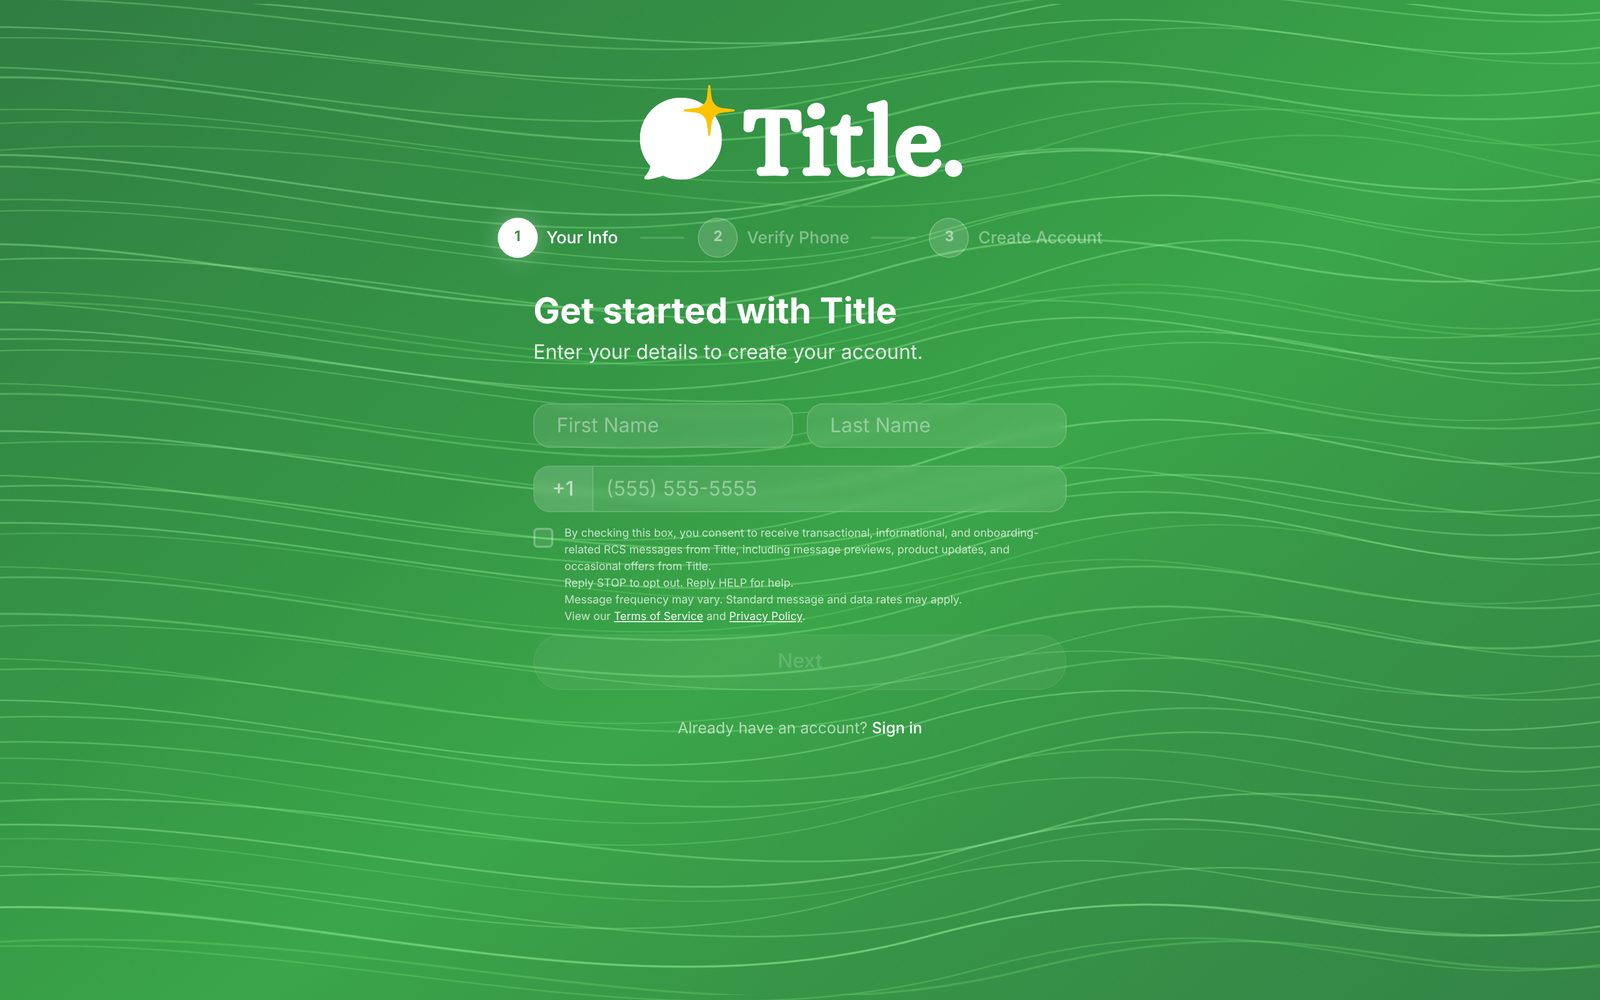 Title.
1 Your Info
2 Verify Phone
3 Create Account
Get started with Title
Enter your details to create your account.
First Name
Last Name
+1 (555) 555-5555
By checking this box, you consent to receive transactional, informational, and onboarding-
related RCS messages from Title, including message previews, product updates, and
occasional offers from Title.
Reply STOP to opt out. Reply HELP for help.
Message frequency may vary. Standard message and data rates may apply.
View our Terms of Service and Privacy Policy.
Next
Already have an account? Sign in